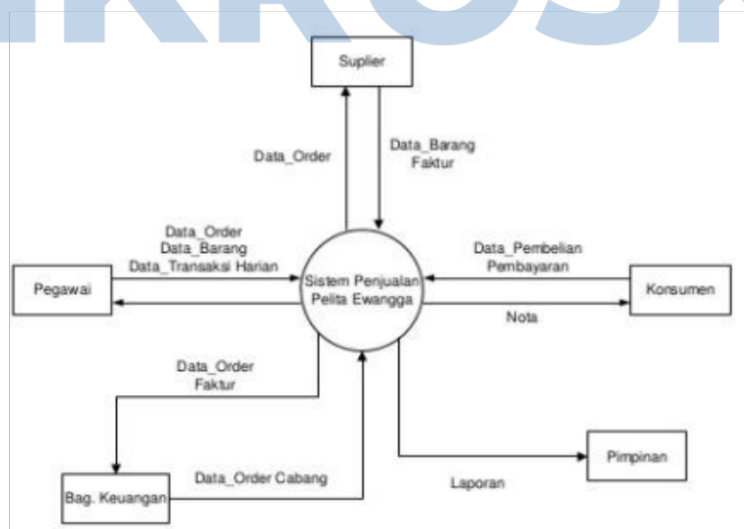 Suplier
Data_Order
Data_Barang
Faktur
Data_Order
Data_Barang
Data_Transaksi Harian
Data_Pembelian
Pembayaran
Pegawai
Sistem Penjualan
Pelita Ewangga
Konsumen
Nota
Data_Order
Faktur
Pimpinan
Bag. Keuangan
Data_Order Cabang
Laporan